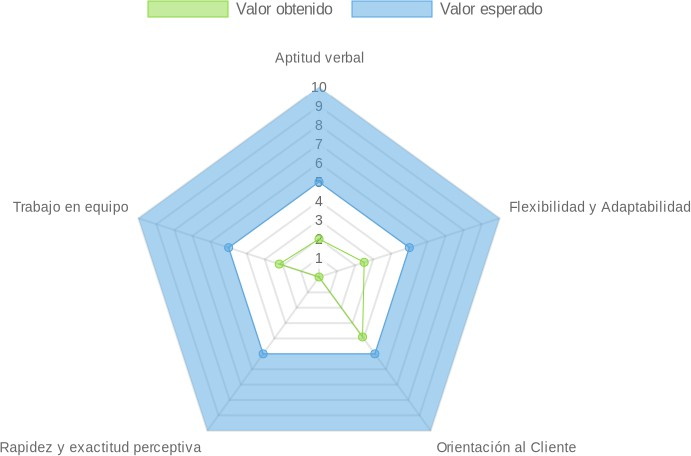 Valor obtenido Valor esperado
Aptitud verbal
10
9
8
7
6
5
4
3
2
1
Trabajo en equipo
Flexibilidad y Adaptabilidad
Rapidez y exactitud perceptiva
Orientación al Cliente